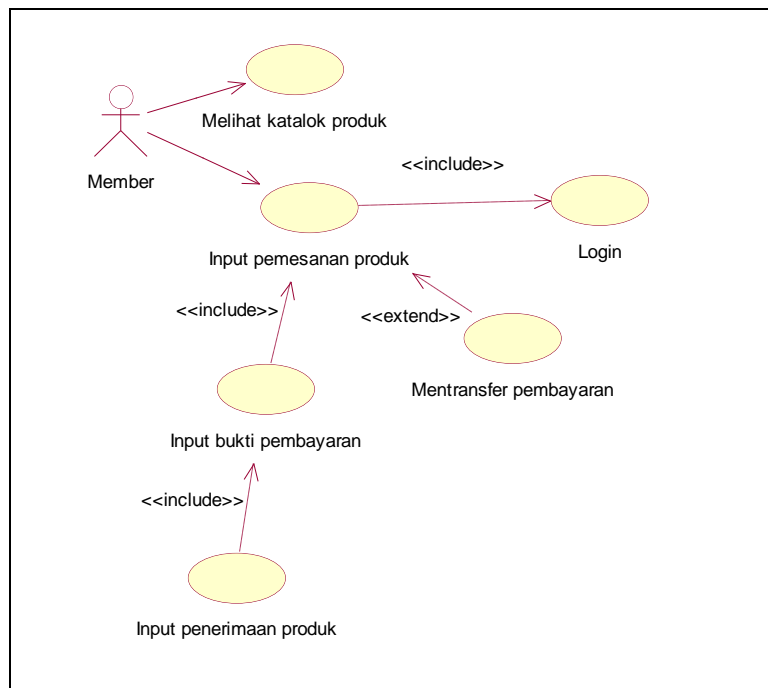 Melihat katalok produk
Member
<<include>>
Input pemesanan produk
Login
<<include>>
<<extend>>
Mentransfer pembayaran
Input bukti pembayaran
<<include>>
Input penerimaan produk